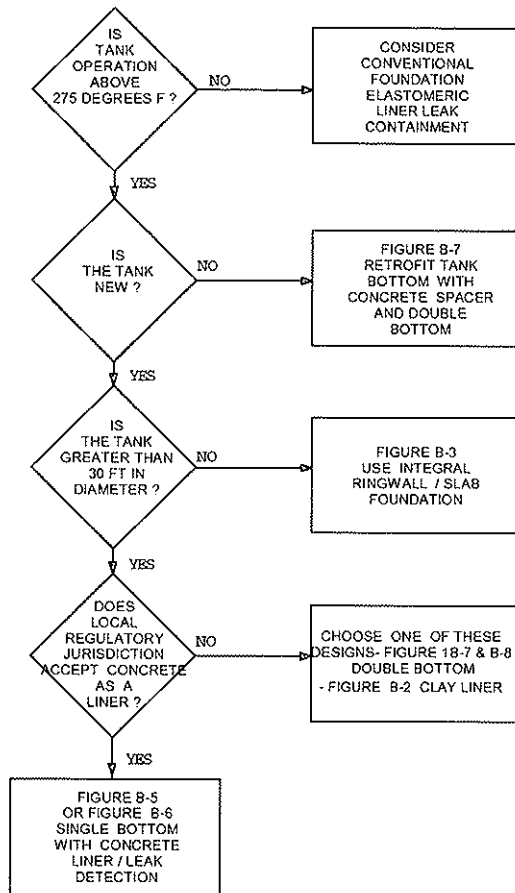 IS
TANK
OPERATION
ABOVE
275 DEGREES F ?
NO
CONSIDER
CONVENTIONAL
FOUNDATION
ELASTOMERIC
LINER LEAK
CONTAINMENT
YES
IS
THE TANK
NEW ?
NO
FIGURE B-7
RETROFIT TANK
BOTTOM WITH
CONCRETE SPACER
AND DOUBLE
BOTTOM
YES
IS
THE TANK
GREATER THAN
30 FT IN
DIAMETER ?
NO
FIGURE B-3
USE INTEGRAL
RINGWALL / SLAB
FOUNDATION
YES
DOES
LOCAL
REGULATORY
JURISDICTION
ACCEPT CONCRETE
AS A
LINER ?
NO
CHOOSE ONE OF THESE
DESIGNS- FIGURE 1B-7 & B-8
DOUBLE BOTTOM
- FIGURE B-2 CLAY LINER
YES
FIGURE B-5
OR FIGURE B-6
SINGLE BOTTOM
WITH CONCRETE
LINER / LEAK
DETECTION